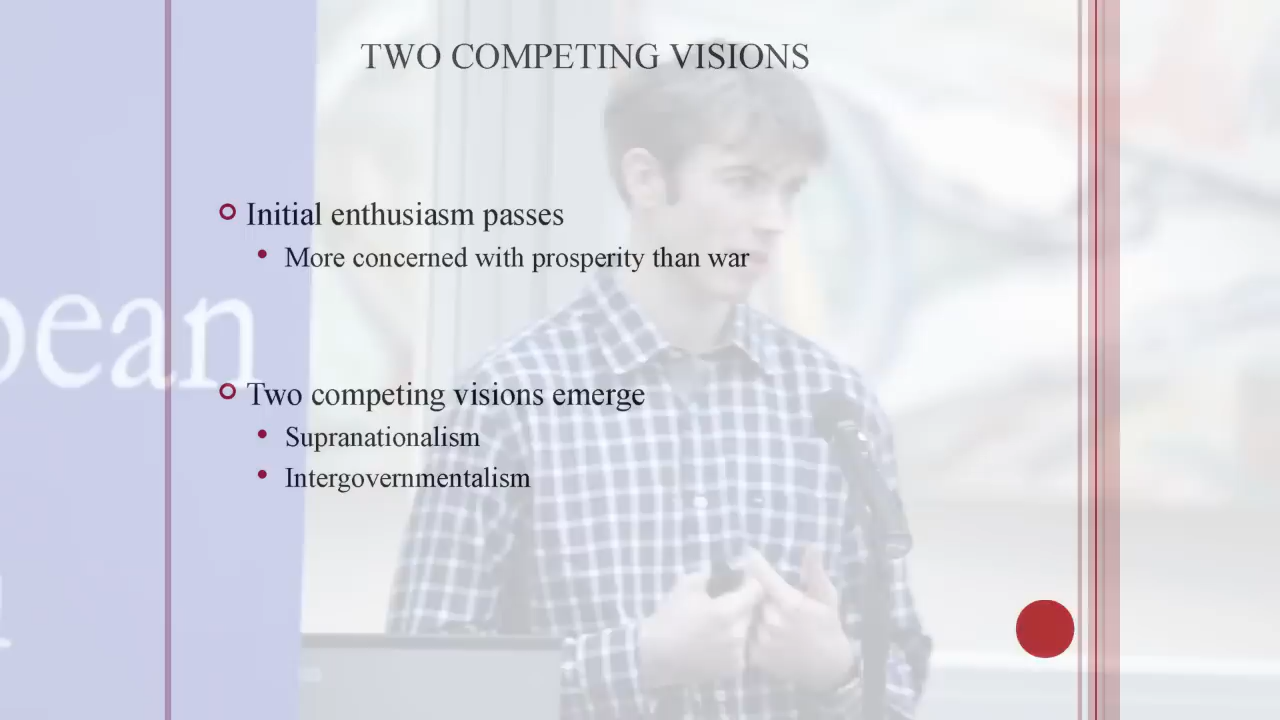 TWO COMPETING VISIONS
Initial enthusiasm passes
More concerned with prosperity than war
pean
Two competing visions emerge
Supranationalism
Intergovernmentalism